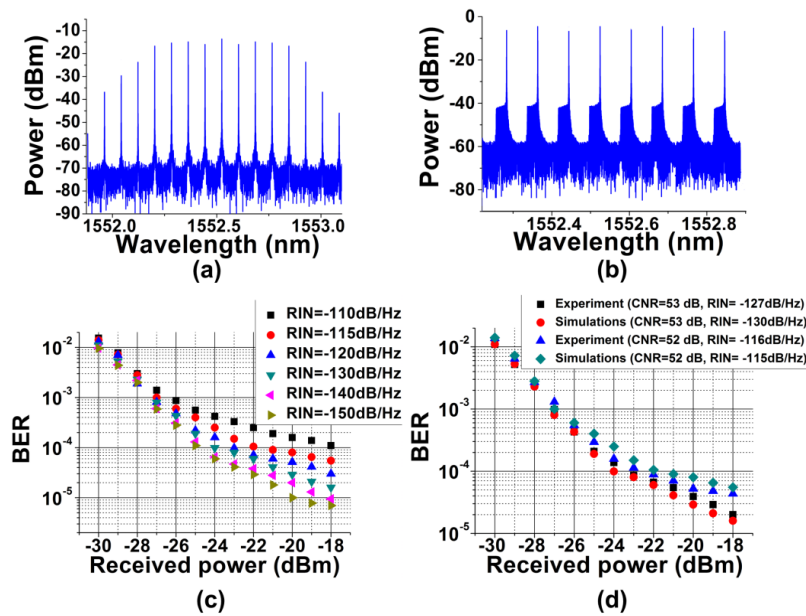 -10
-20
-30
-40
-50
-60
-70
-80
-90
Power (dBm)
1552.0
1552.5
1553.0
Wavelength (nm)
(a)
0
-20
-40
-60
-80
Power (dBm)
1552.4
1552.6
1552.8
Wavelength (nm)
(b)
RIN=-110dB/Hz
RIN=-115dB/Hz
RIN=-120dB/Hz
RIN=-130dB/Hz
RIN=-140dB/Hz
RIN=-150dB/Hz
10⁻²
10⁻³
10⁻⁴
10⁻⁵
BER
-30 -28 -26 -24 -22 -20 -18
Received power (dBm)
(c)
Experiment (CNR=53 dB, RIN= -127dB/Hz)
Simulations (CNR=53 dB, RIN= -130dB/Hz)
Experiment (CNR=52 dB, RIN= -116dB/Hz)
Simulations (CNR=52 dB, RIN= -115dB/Hz)
10⁻²
10⁻³
10⁻⁴
10⁻⁵
BER
-30 -28 -26 -24 -22 -20 -18
Received power (dBm)
(d)